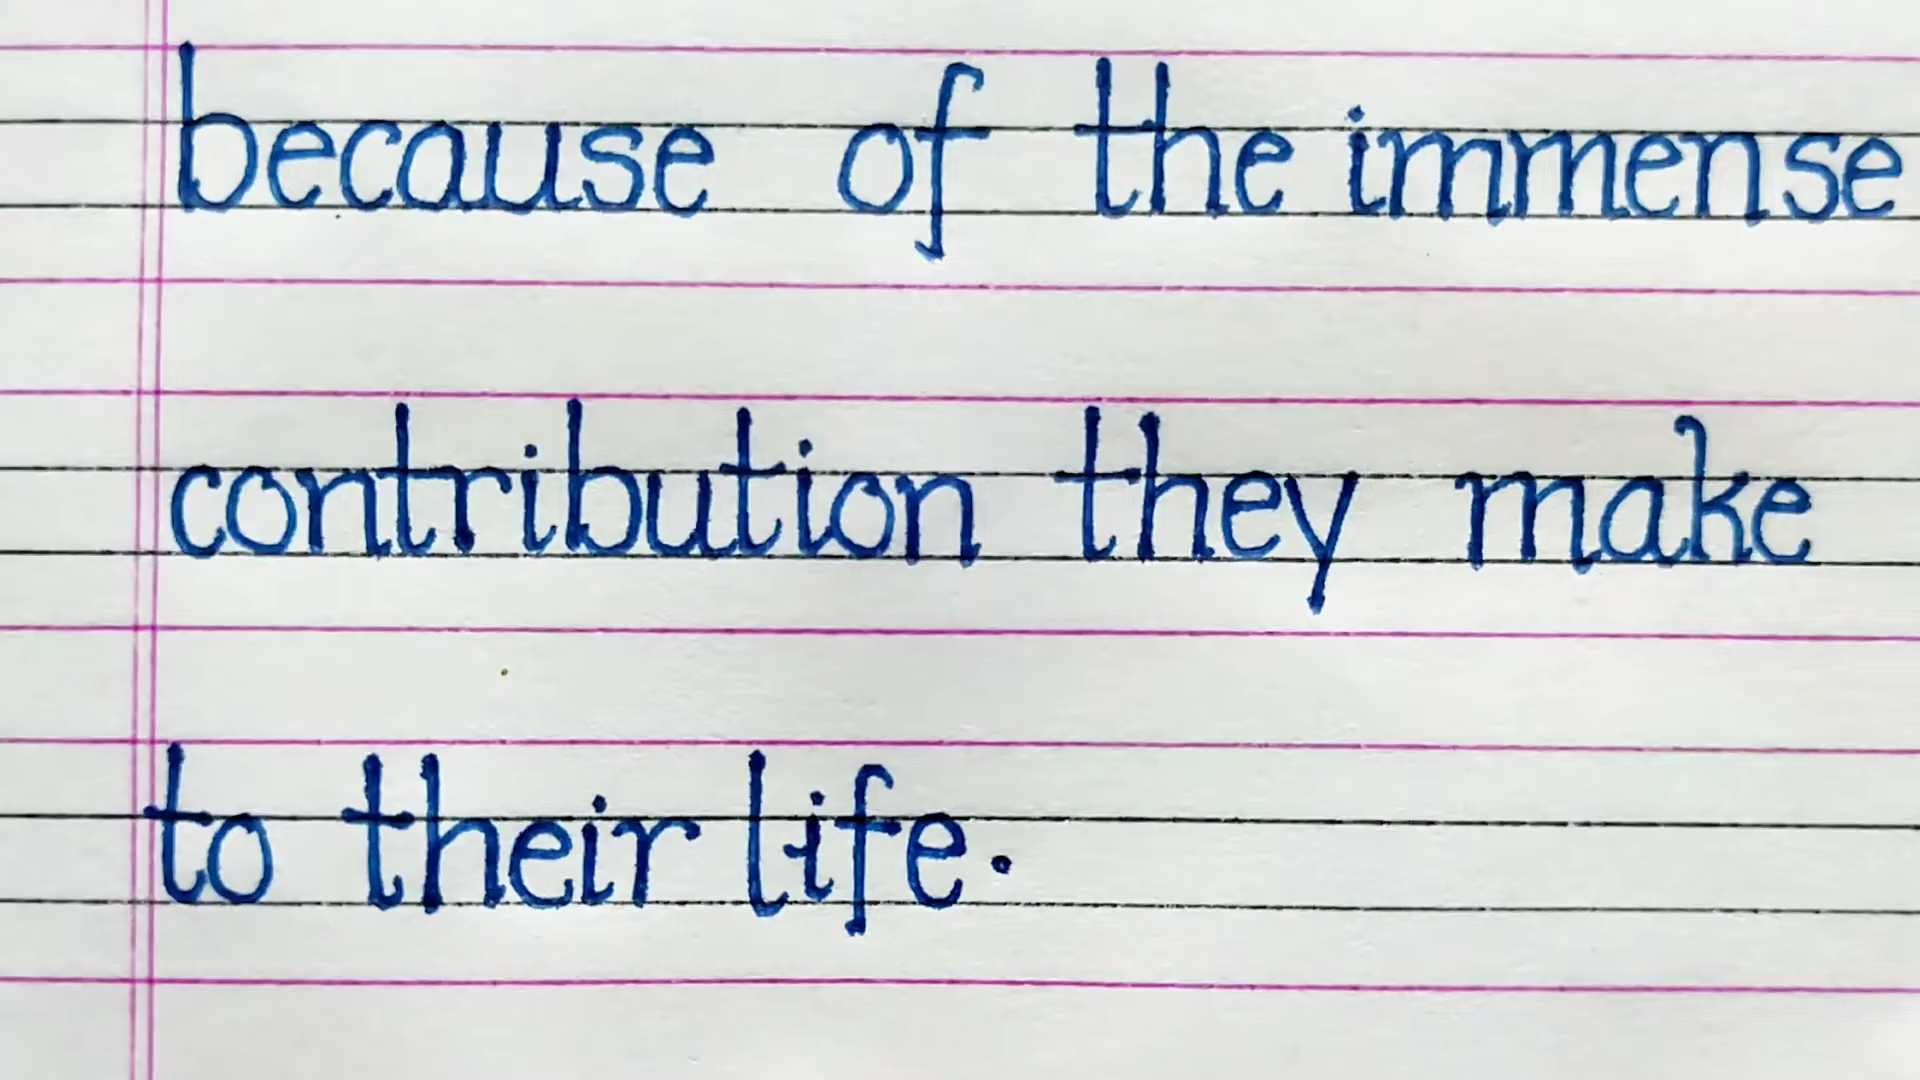 because of the immense
contribution they make
to their life.